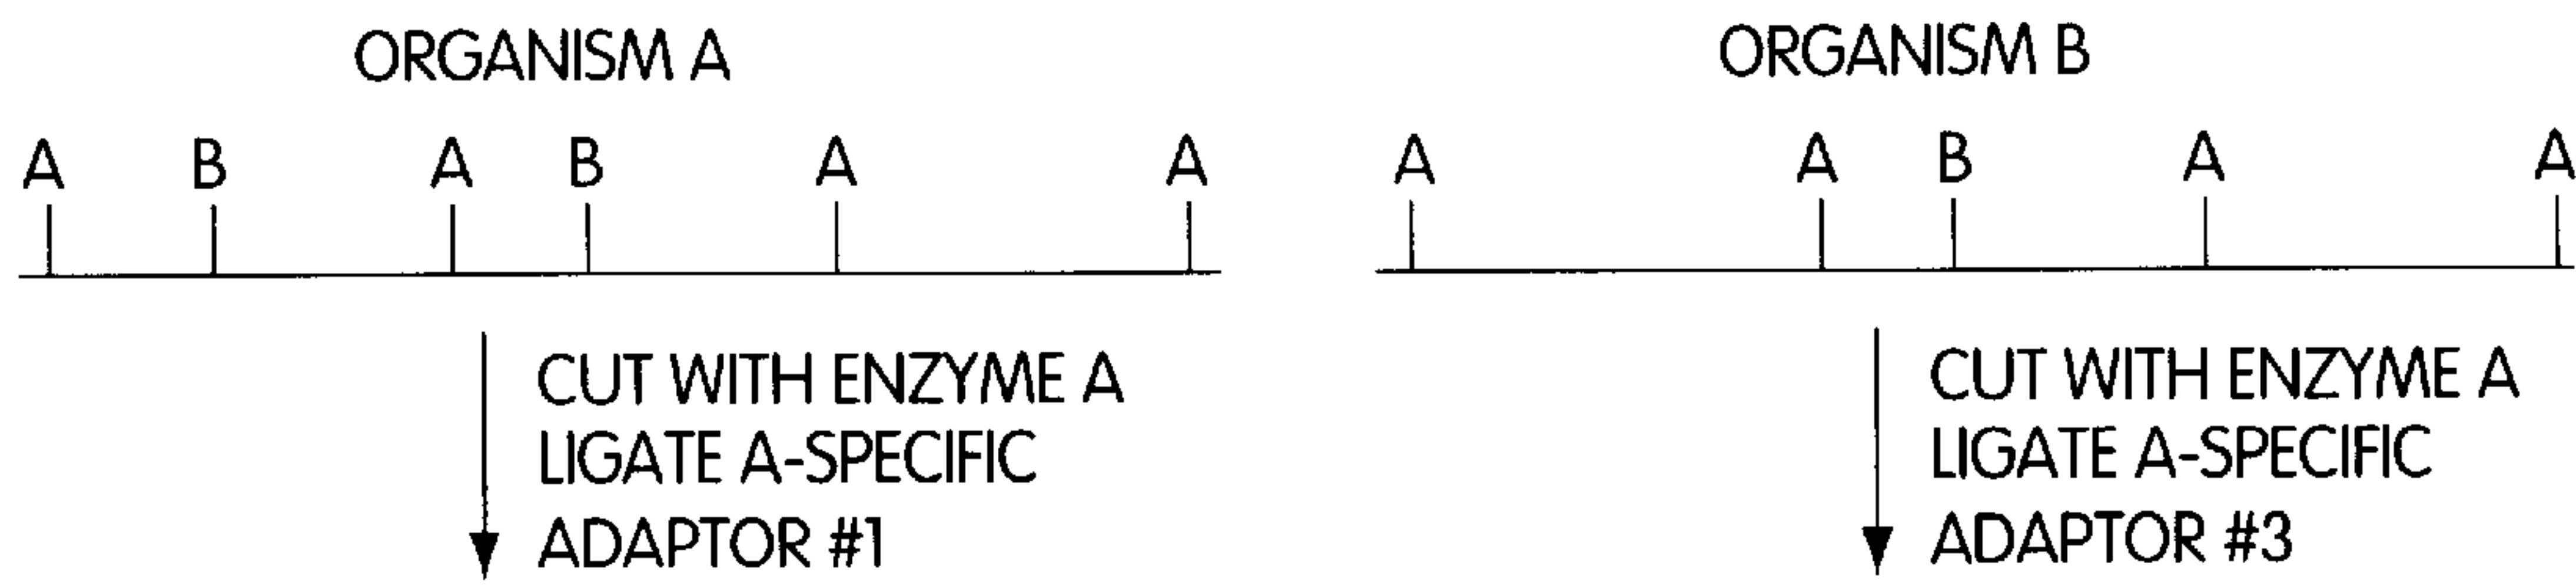 ORGANISM A
A B A B A A
CUT WITH ENZYME A
LIGATE A-SPECIFIC
ADAPTOR #1
ORGANISM B
A A B A A
CUT WITH ENZYME A
LIGATE A-SPECIFIC
ADAPTOR #3